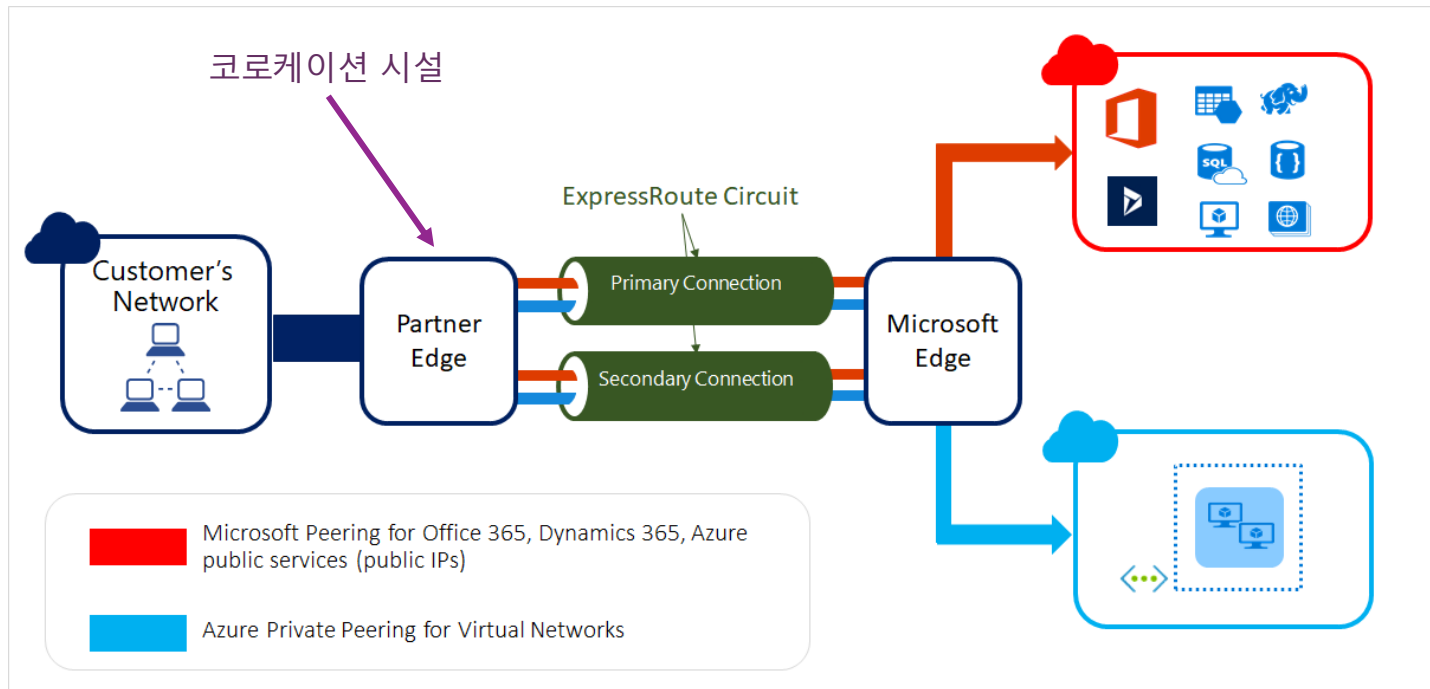 코로케이션 시설
ExpressRoute Circuit
Customer's
Network
Partner
Edge
Primary Connection
Secondary Connection
Microsoft
Edge
SQL
Microsoft Peering for Office 365, Dynamics 365, Azure
public services (public IPs)
Azure Private Peering for Virtual Networks